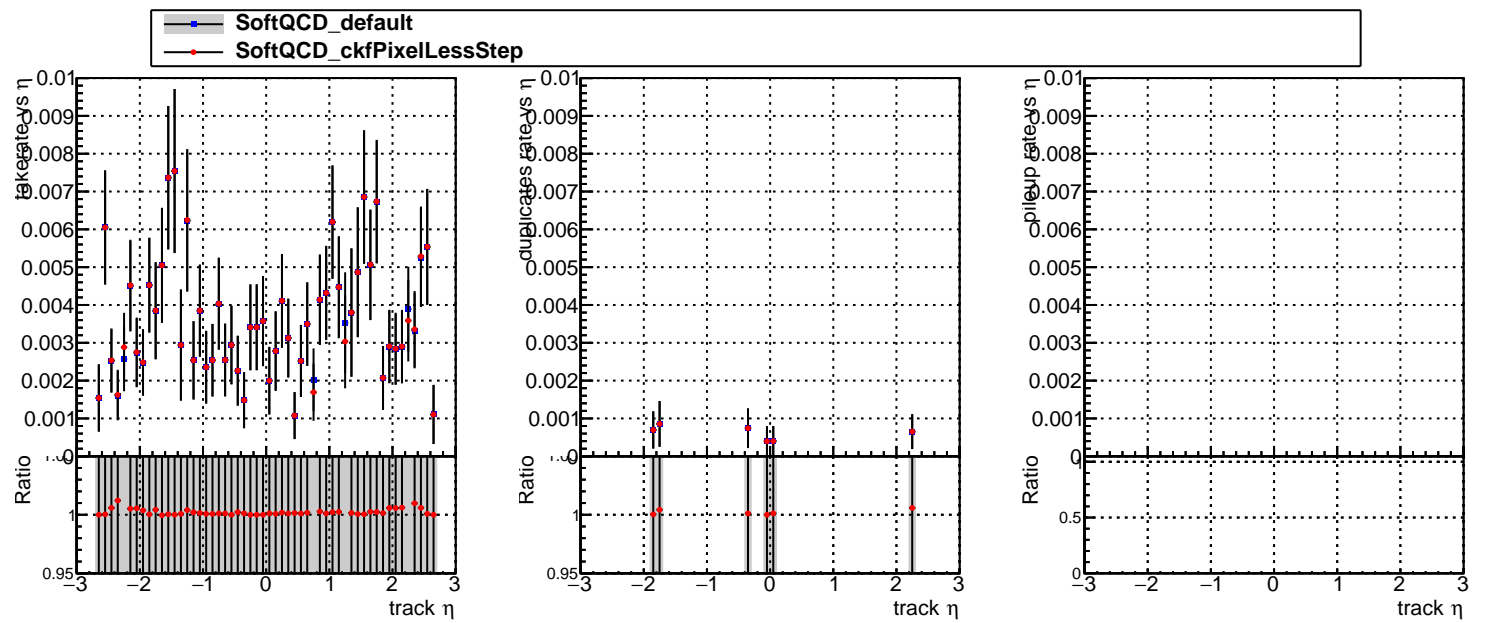 SoftQCD_default
SoftQCD_ckfPixelLessStep
fakerate vs η
0.01
0.009
0.008
0.007
0.006
0.005
0.004
0.003
0.002
0.001
Ratio
1
0.95
−3 −2 −1 0 1 2 3
track η
duplicates rate vs η
0.01
0.009
0.008
0.007
0.006
0.005
0.004
0.003
0.002
0.001
0
Ratio
1
0.95
−3 −2 −1 0 1 2 3
track η
pileup rate vs η
0.01
0.009
0.008
0.007
0.006
0.005
0.004
0.003
0.002
0.001
Ratio
0.5
0
−3 −2 −1 0 1 2 3
track η